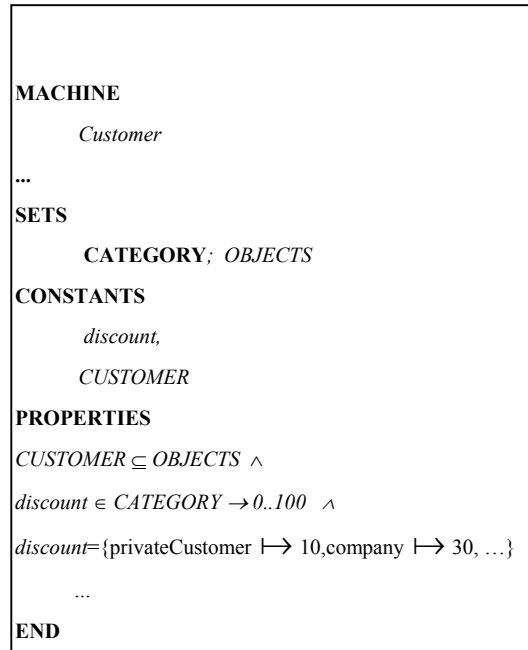 MACHINE
Customer
...
SETS
CATEGORY; OBJECTS
CONSTANTS
discount,
CUSTOMER
PROPERTIES
CUSTOMER ⊆ OBJECTS ∧
discount ∈ CATEGORY → 0..100 ∧
discount={privateCustomer ↦ 10,company ↦ 30, …}
...
END